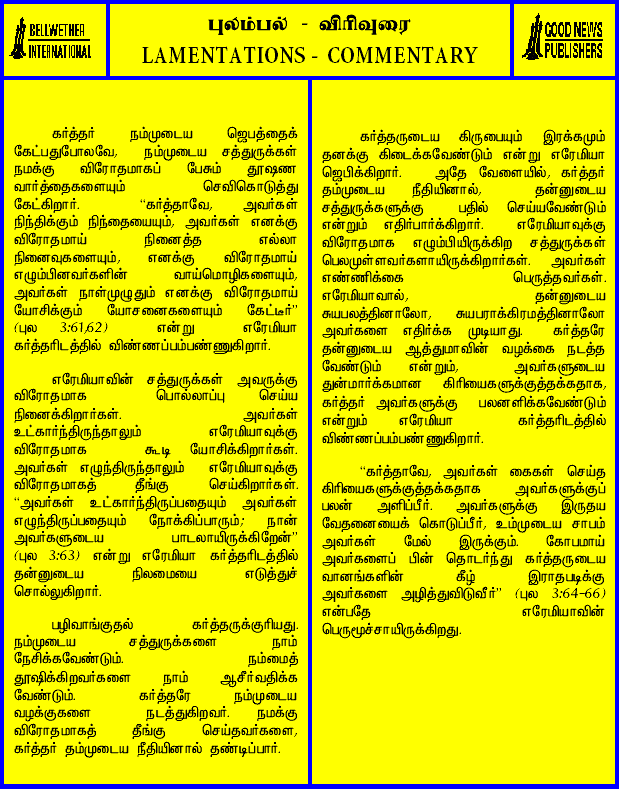 BELLWETHER
INTERNATIONAL
புலம்பல் - விரிவுரை
LAMENTATIONS - COMMENTARY
GOOD NEWS
PUBLISHERS
கர்த்தர் நம்முடைய ஜெபத்தைக்
கேட்பதுபோலவே, நம்முடைய சத்துருக்கள்
நமக்கு விரோதமாகப் பேசும் தூஷண
வார்த்தைகளையும் செவிகொடுத்து
கேட்கிறார். “கர்த்தாவே, அவர்கள்
நிந்திக்கும் நிந்தையையும், அவர்கள் எனக்கு
விரோதமாய் நினைத்த எல்லா
நினைவுகளையும், எனக்கு விரோதமாய்
எழும்பினவர்களின் வாய்மொழிகளையும்,
அவர்கள் நாள்முழுதும் எனக்கு விரோதமாய்
யோசிக்கும் யோசனைகளையும் கேட்டீர்”
(புல 3:61,62) என்று எரேமியா
கர்த்தரிடத்தில் விண்ணப்பம்பண்ணுகிறார்.
எரேமியாவின் சத்துருக்கள் அவருக்கு
விரோதமாக பொல்லாப்பு செய்ய
நினைக்கிறார்கள். அவர்கள்
உட்கார்ந்திருந்தாலும் எரேமியாவுக்கு
விரோதமாக கூடி யோசிக்கிறார்கள்.
அவர்கள் எழுந்திருந்தாலும் எரேமியாவுக்கு
விரோதமாகத் தீங்கு செய்கிறார்கள்.
“அவர்கள் உட்கார்ந்திருப்பதையும் அவர்கள்
எழுந்திருப்பதையும் நோக்கிப்பாரும்; நான்
அவர்களுடைய பாடலாயிருக்கிறேன்”
(புல 3:63) என்று எரேமியா கர்த்தரிடத்தில்
தன்னுடைய நிலமையை எடுத்துச்
சொல்லுகிறார்.
பழிவாங்குதல் கர்த்தருக்குரியது.
நம்முடைய சத்துருக்களை நாம்
நேசிக்கவேண்டும். நம்மைத்
தூஷிக்கிறவர்களை நாம் ஆசீர்வதிக்க
வேண்டும். கர்த்தரே நம்முடைய
வழக்குகளை நடத்துகிறவர். நமக்கு
விரோதமாகத் தீங்கு செய்தவர்களை,
கர்த்தர் தம்முடைய நீதியினால் தண்டிப்பார்.
கர்த்தருடைய கிருபையும் இரக்கமும்
தனக்கு கிடைக்கவேண்டும் என்று எரேமியா
ஜெபிக்கிறார். அதே வேளையில், கர்த்தர்
தம்முடைய நீதியினால், தன்னுடைய
சத்துருக்களுக்கு பதில் செய்யவேண்டும்
என்றும் எதிர்பார்க்கிறார். எரேமியாவுக்கு
விரோதமாக எழும்பியிருக்கிற சத்துருக்கள்
பெலமுள்ளவர்களாயிருக்கிறார்கள். அவர்கள்
எண்ணிக்கை பெருத்தவர்கள்.
எரேமியாவால், தன்னுடைய
சுயபலத்தினாலோ, சுயபராக்கிரமத்தினாலோ
அவர்களை எதிர்க்க முடியாது. கர்த்தரே
தன்னுடைய ஆத்துமாவின் வழக்கை நடத்த
வேண்டும் என்றும், அவர்களுடைய
துன்மார்க்கமான கிரியைகளுக்குத்தக்கதாக,
கர்த்தர் அவர்களுக்கு பலனளிக்கவேண்டும்
என்றும் எரேமியா கர்த்தரிடத்தில்
விண்ணப்பம்பண்ணுகிறார்.
“கர்த்தாவே, அவர்கள் கைகள் செய்த
கிரியைகளுக்குத்தக்கதாக அவர்களுக்குப்
பலன் அளிப்பீர். அவர்களுக்கு இருதய
வேதனையைக் கொடுப்பீர், உம்முடைய சாபம்
அவர்கள் மேல் இருக்கும். கோபமாய்
அவர்களைப் பின் தொடர்ந்து கர்த்தருடைய
வானங்களின் கீழ் இராதபடிக்கு
அவர்களை அழித்துவிடுவீர்” (புல 3:64-66)
என்பதே எரேமியாவின்
பெருமூச்சாயிருக்கிறது.